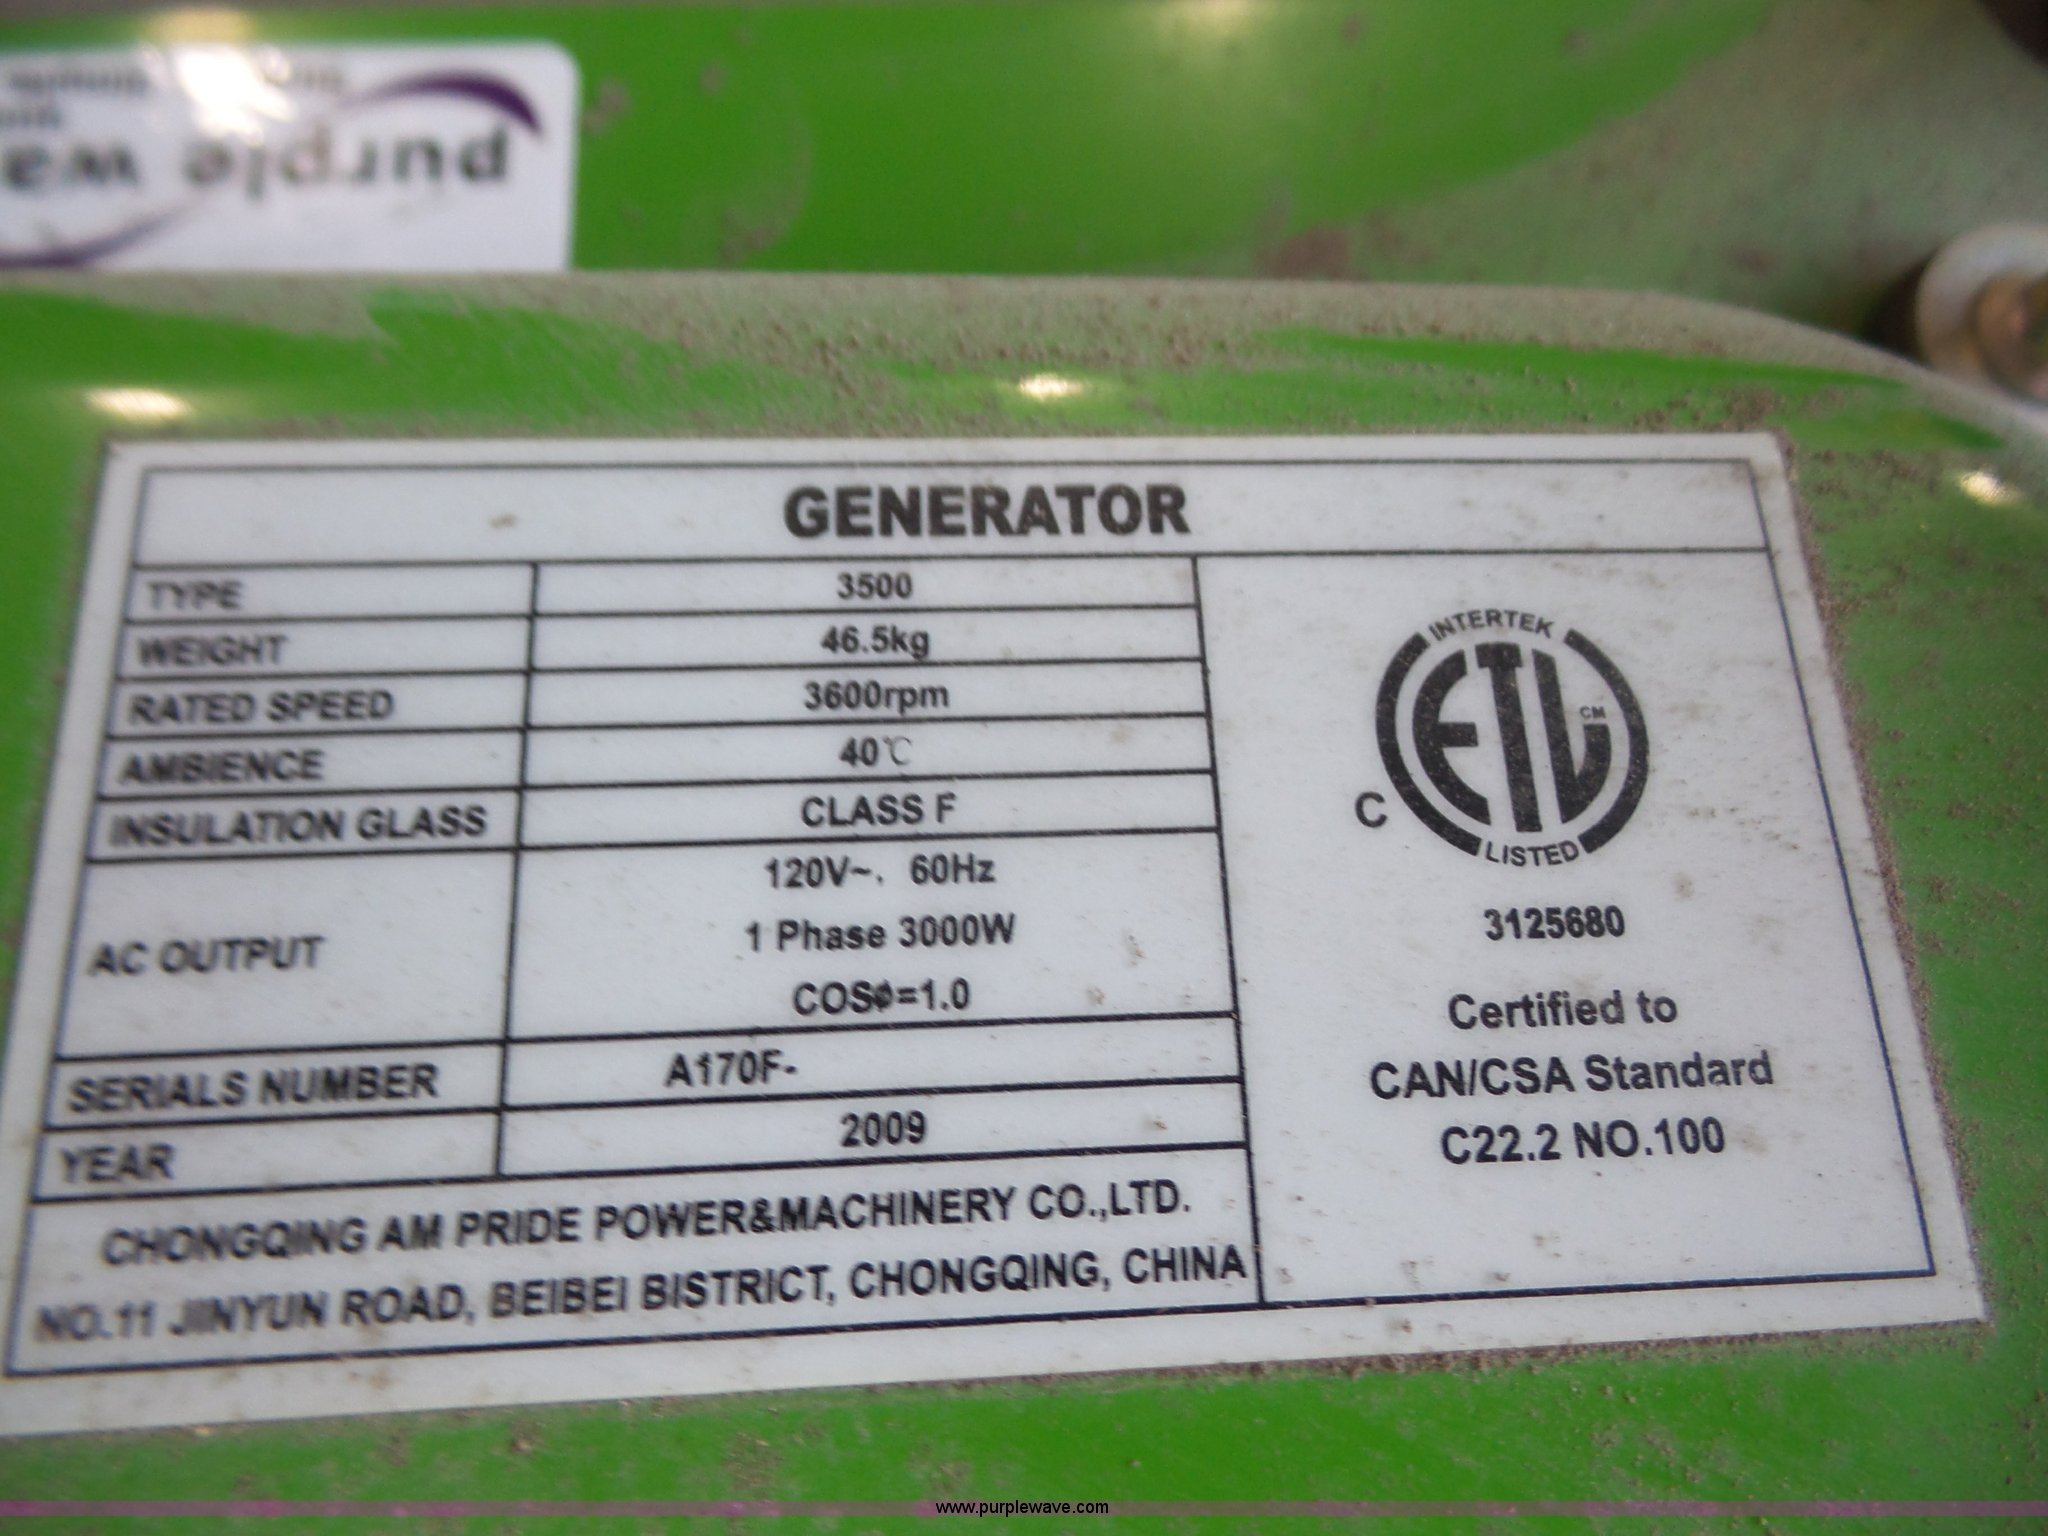 purple wa
GENERATOR
TYPE 3500
WEIGHT 46.5kg
RATED SPEED 3600rpm
AMBIENCE 40℃
INSULATION GLASS CLASS F
AC OUTPUT 120V~. 60Hz
1 Phase 3000W
COSφ=1.0
SERIALS NUMBER A170F-
YEAR 2009
CHONGQING AM PRIDE POWER&MACHINERY CO.,LTD.
NO.11 JINYUN ROAD, BEIBEI BISTRICT, CHONGQING, CHINA
INTERTEK
ETL CM
C
LISTED
3125680
Certified to
CAN/CSA Standard
C22.2 NO.100
www.purplewave.com